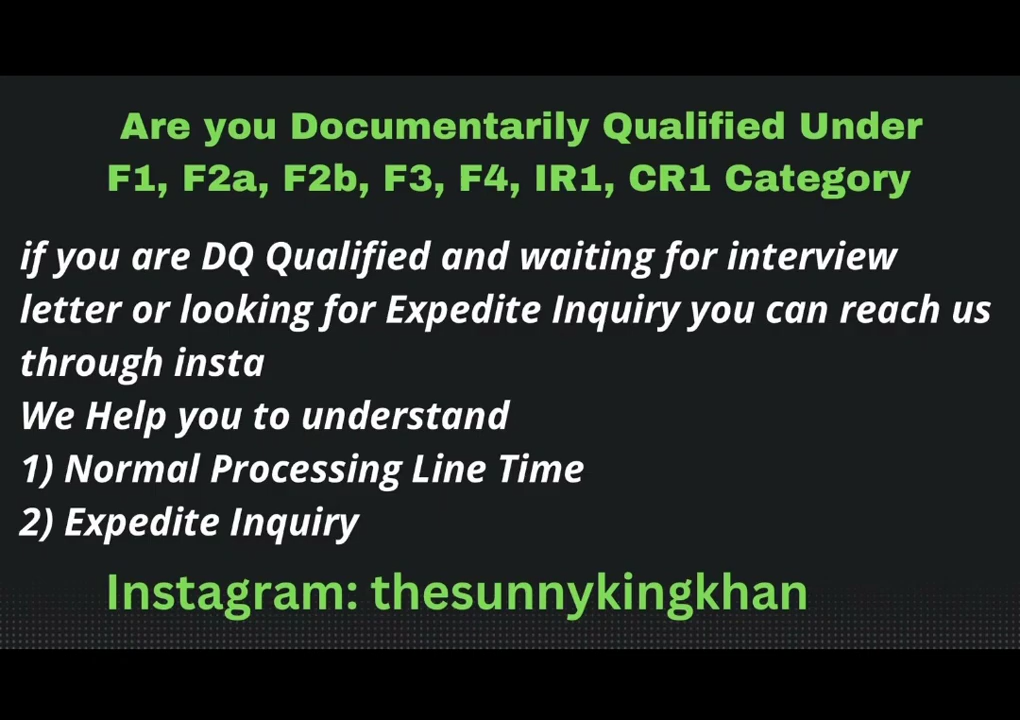 Are you Documentarily Qualified Under
F1, F2a, F2b, F3, F4, IR1, CR1 Category
if you are DQ Qualified and waiting for interview
letter or looking for Expedite Inquiry you can reach us
through insta
We Help you to understand
1) Normal Processing Line Time
2) Expedite Inquiry
Instagram: thesunnykingkhan